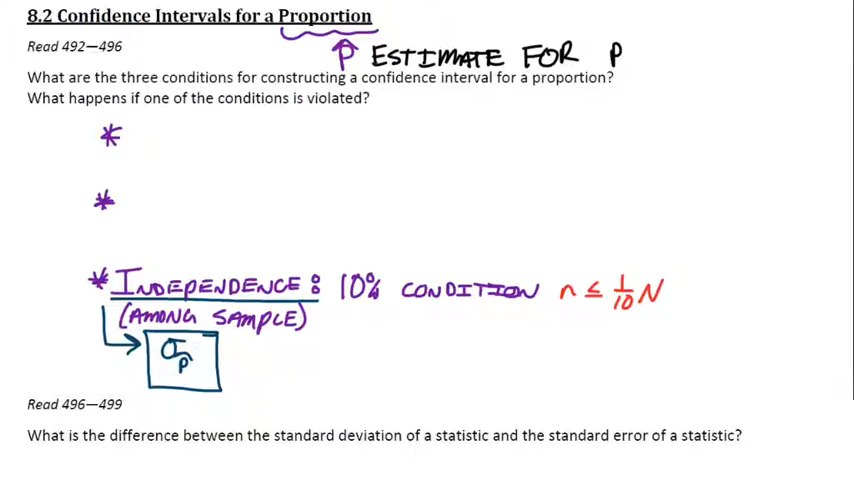 8.2 Confidence Intervals for a Proportion
Read 492—496
p̂ ESTIMATE FOR p
What are the three conditions for constructing a confidence interval for a proportion?
What happens if one of the conditions is violated?
*
*
* INDEPENDENCE: 10% CONDITION n ≤ 1/10 N
(AMONG SAMPLE)
σp̂
Read 496—499
What is the difference between the standard deviation of a statistic and the standard error of a statistic?